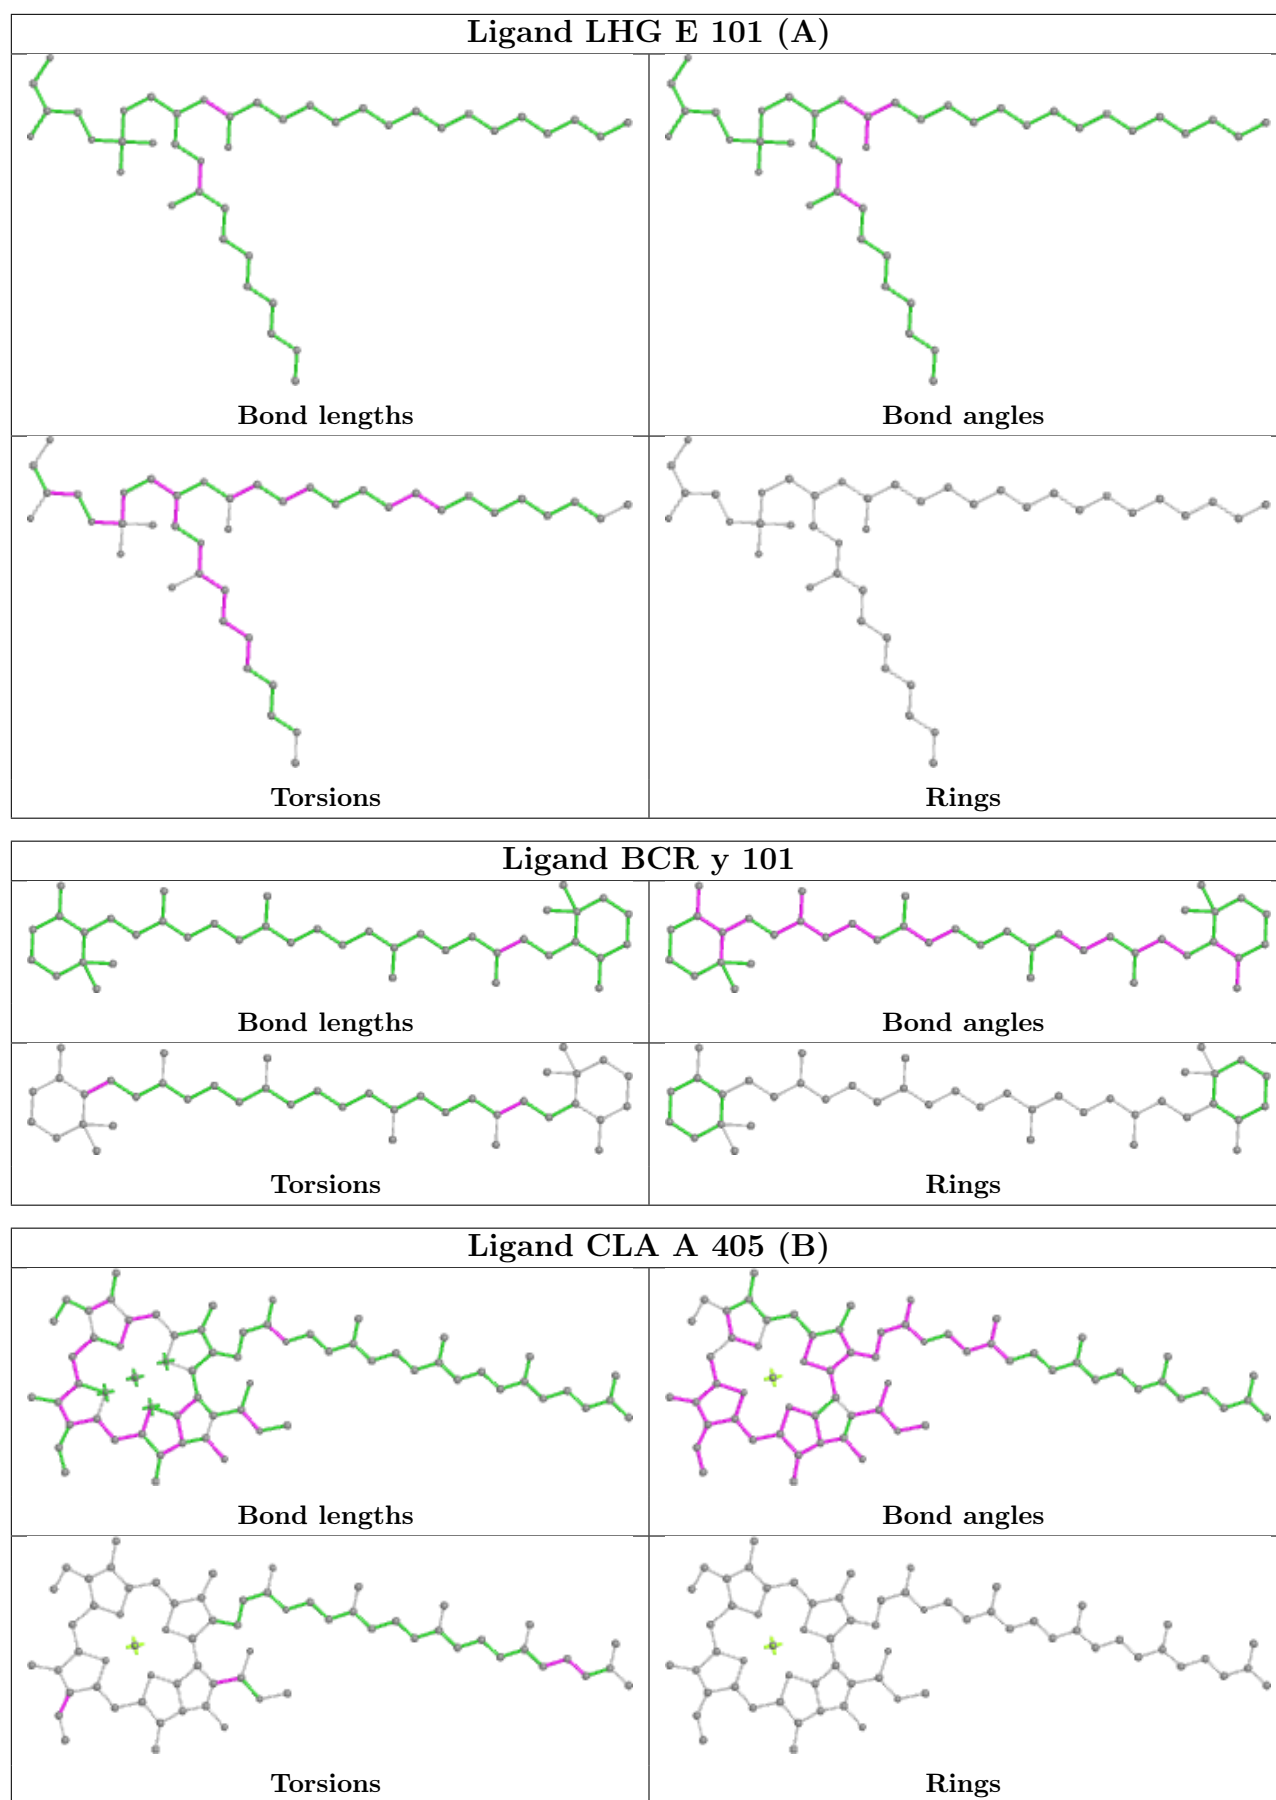 Ligand LHG E 101 (A)
Bond lengths
Bond angles
Torsions
Rings
Ligand BCR y 101
Bond lengths
Bond angles
Torsions
Rings
Ligand CLA A 405 (B)
Bond lengths
Bond angles
Torsions
Rings